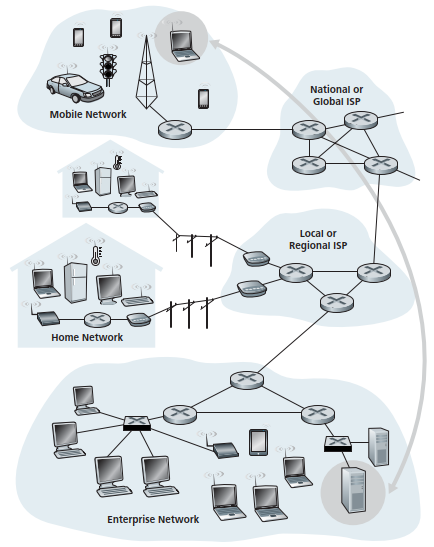 National or
Global ISP
Mobile Network
Local or
Regional ISP
Home Network
Enterprise Network